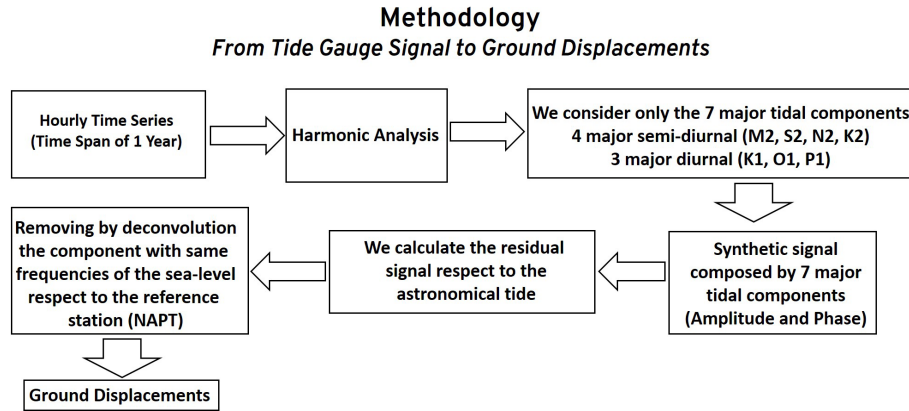 Methodology
From Tide Gauge Signal to Ground Displacements
Hourly Time Series
(Time Span of 1 Year)
Harmonic Analysis
We consider only the 7 major tidal components
4 major semi-diurnal (M2, S2, N2, K2)
3 major diurnal (K1, O1, P1)
Synthetic signal
composed by 7 major
tidal components
(Amplitude and Phase)
We calculate the residual
signal respect to the
astronomical tide
Removing by deconvolution
the component with same
frequencies of the sea-level
respect to the reference
station (NAPT)
Ground Displacements